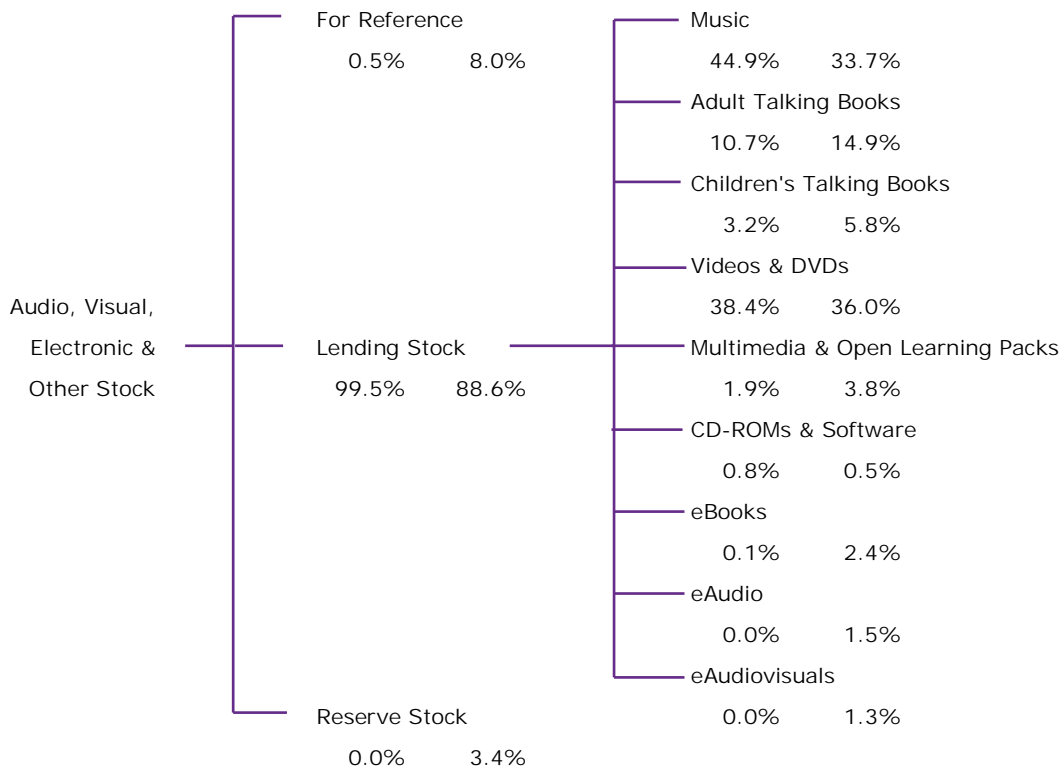 Audio, Visual,
Electronic &
Other Stock
For Reference
0.5% 8.0%
Lending Stock
99.5% 88.6%
Reserve Stock
0.0% 3.4%
Music
44.9% 33.7%
Adult Talking Books
10.7% 14.9%
Children's Talking Books
3.2% 5.8%
Videos & DVDs
38.4% 36.0%
Multimedia & Open Learning Packs
1.9% 3.8%
CD-ROMs & Software
0.8% 0.5%
eBooks
0.1% 2.4%
eAudio
0.0% 1.5%
eAudiovisuals
0.0% 1.3%